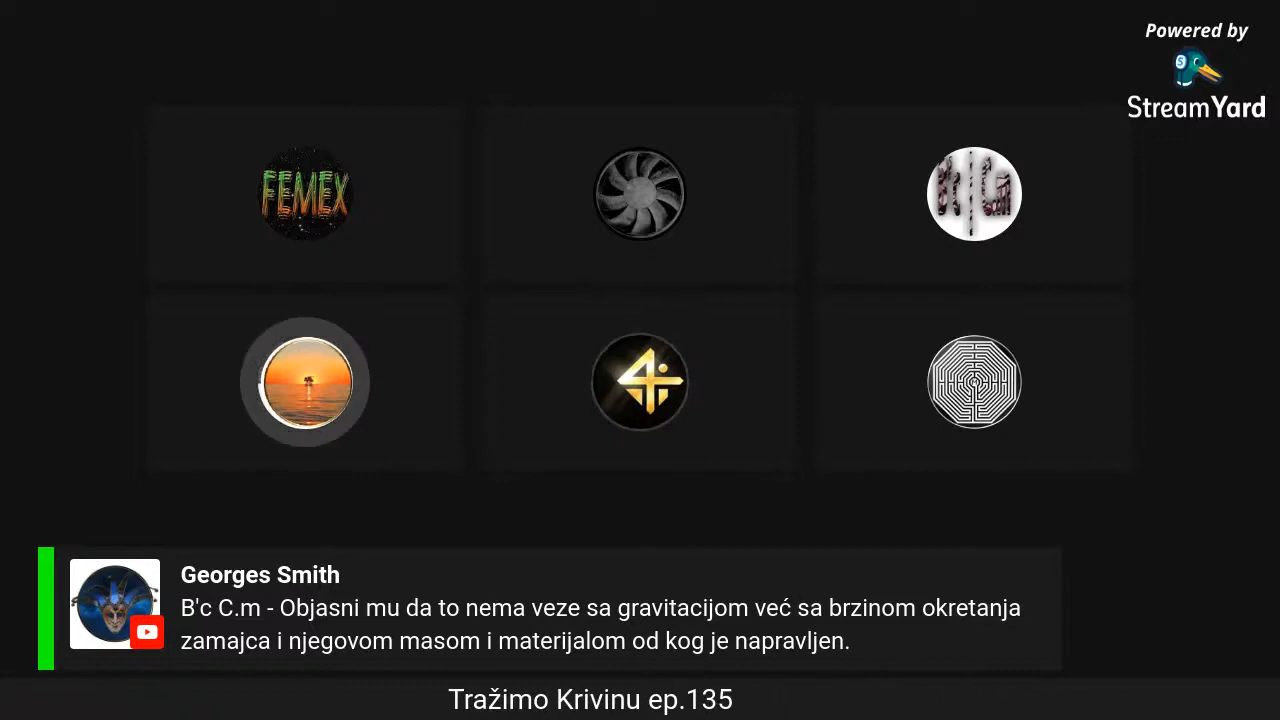 Powered by
StreamYard
FEMEX
Georges Smith
B'c C.m - Objasni mu da to nema veze sa gravitacijom već sa brzinom okretanja
zamajca i njegovom masom i materijalom od kog je napravljen.
Tražimo Krivinu ep.135